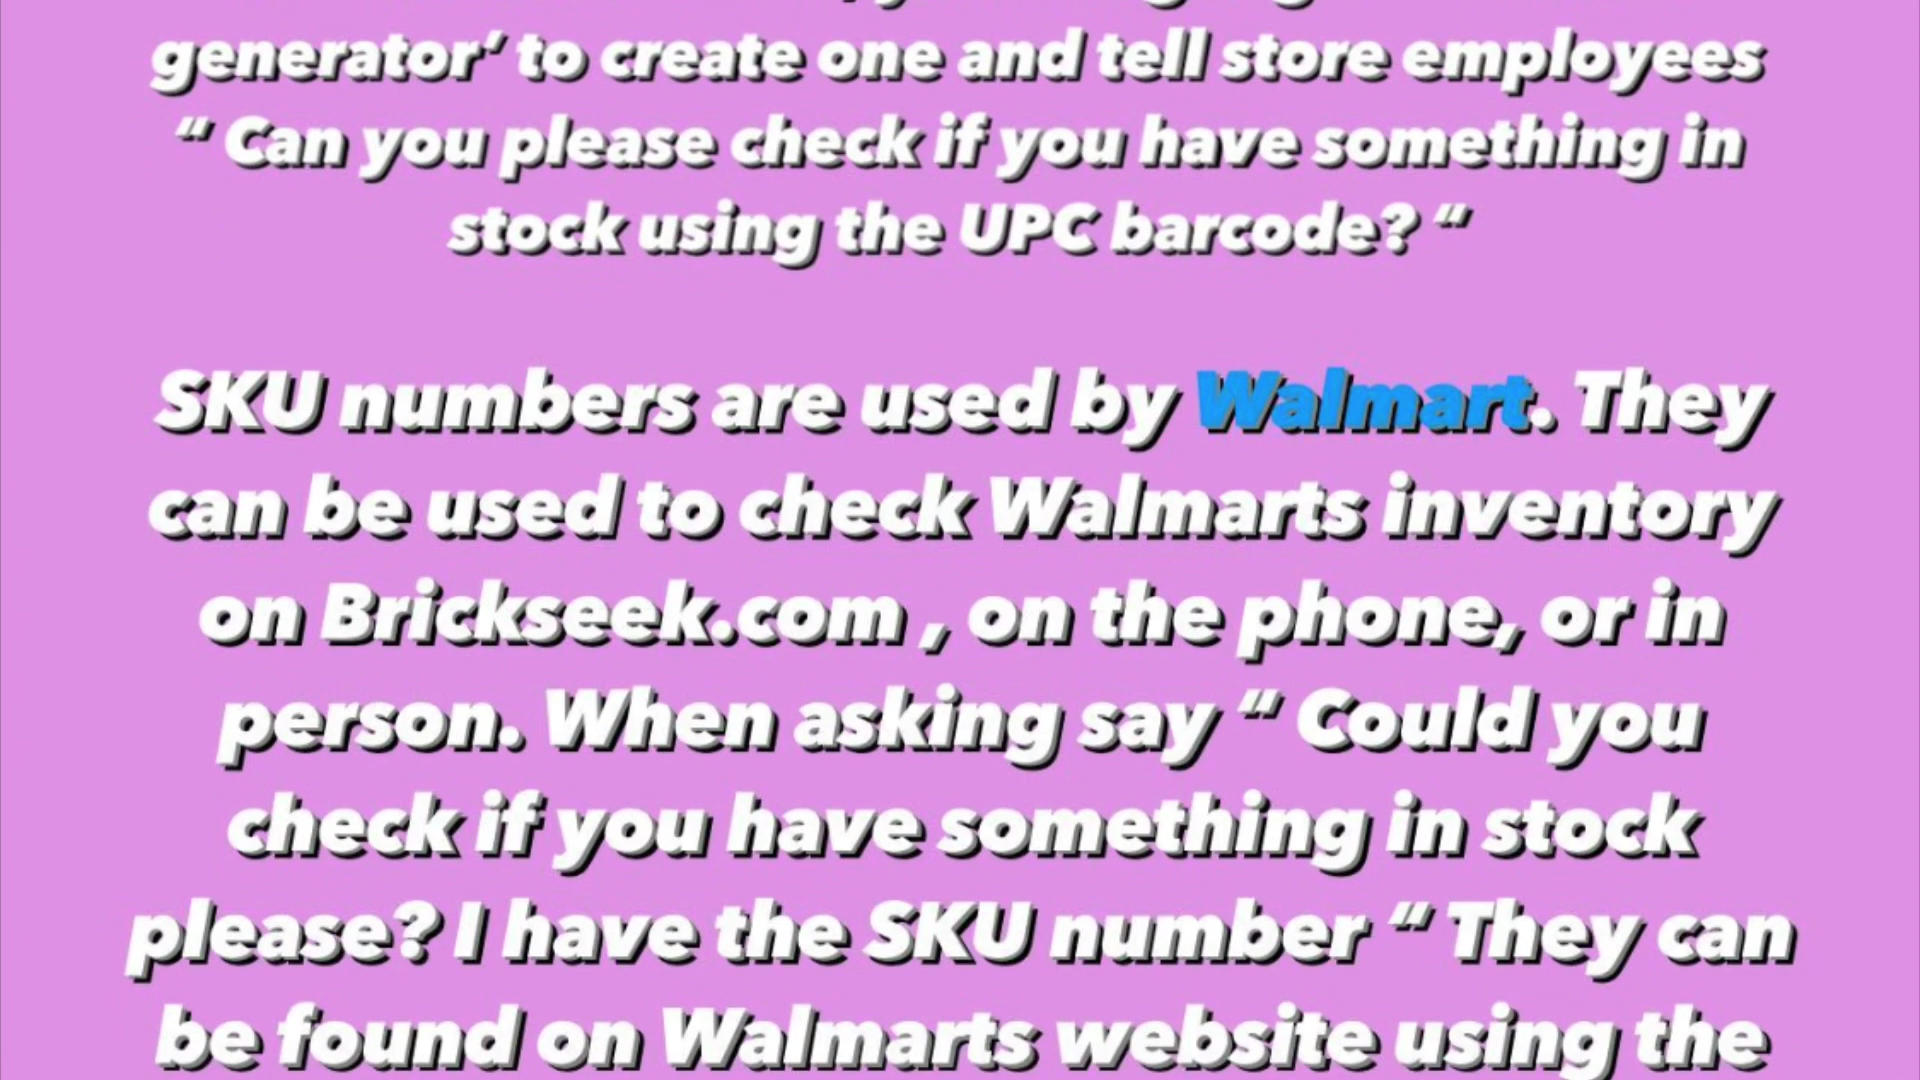 generator’ to create one and tell store employees
“ Can you please check if you have something in
stock using the UPC barcode? “
SKU numbers are used by Walmart. They
can be used to check Walmarts inventory
on Brickseek.com , on the phone, or in
person. When asking say “ Could you
check if you have something in stock
please? I have the SKU number “ They can
be found on Walmarts website using the